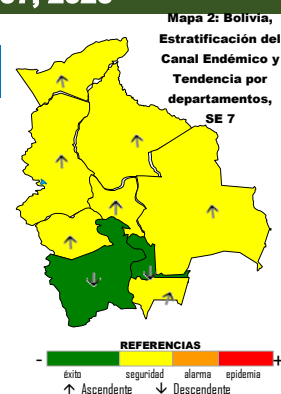 Mapa 2: Bolivia,
Estratificación del
Canal Endémico y
Tendencia por
departamentos,
SE 7
REFERENCIAS
- +
éxito seguridad alarma epidemia
↑ Ascendente ↓ Descendente